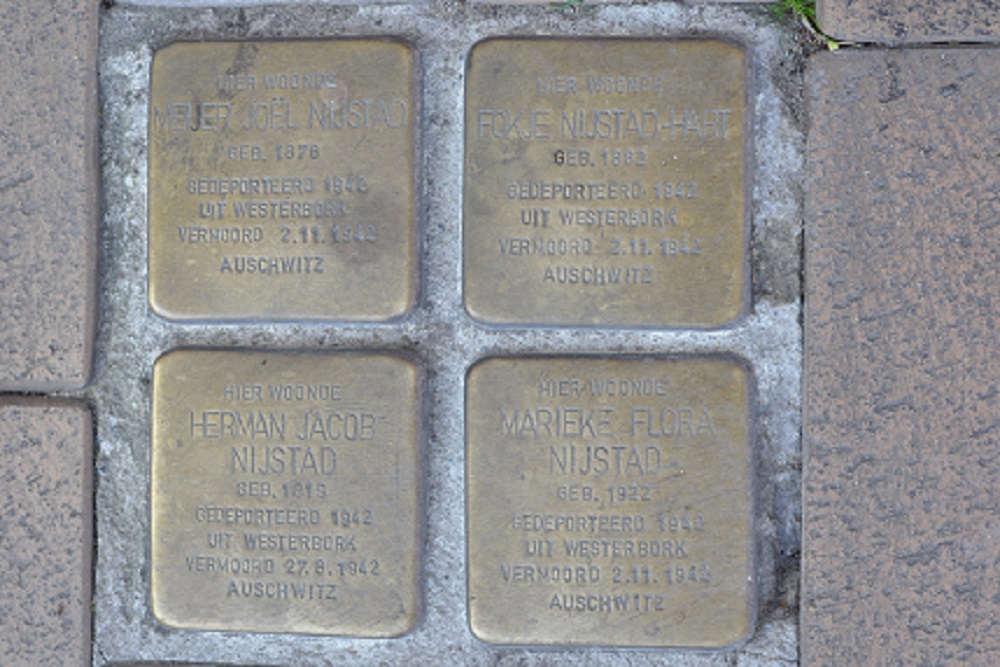 HIER WOONDE
MEIJER JOËL NIJSTAD
GEB. 1876
GEDEPORTEERD 1942
UIT WESTERBORK
VERMOORD 2.11.1942
AUSCHWITZ
HIER WOONDE
FOKJE NIJSTAD-HART
GEB. 1882
GEDEPORTEERD 1942
UIT WESTERBORK
VERMOORD 2.11.1942
AUSCHWITZ
HIER WOONDE
HERMAN JACOB
NIJSTAD
GEB. 1919
GEDEPORTEERD 1942
UIT WESTERBORK
VERMOORD 27.8.1942
AUSCHWITZ
HIER WOONDE
MARIEKE FLORA
NIJSTAD
GEB. 1922
GEDEPORTEERD 1942
UIT WESTERBORK
VERMOORD 2.11.1942
AUSCHWITZ